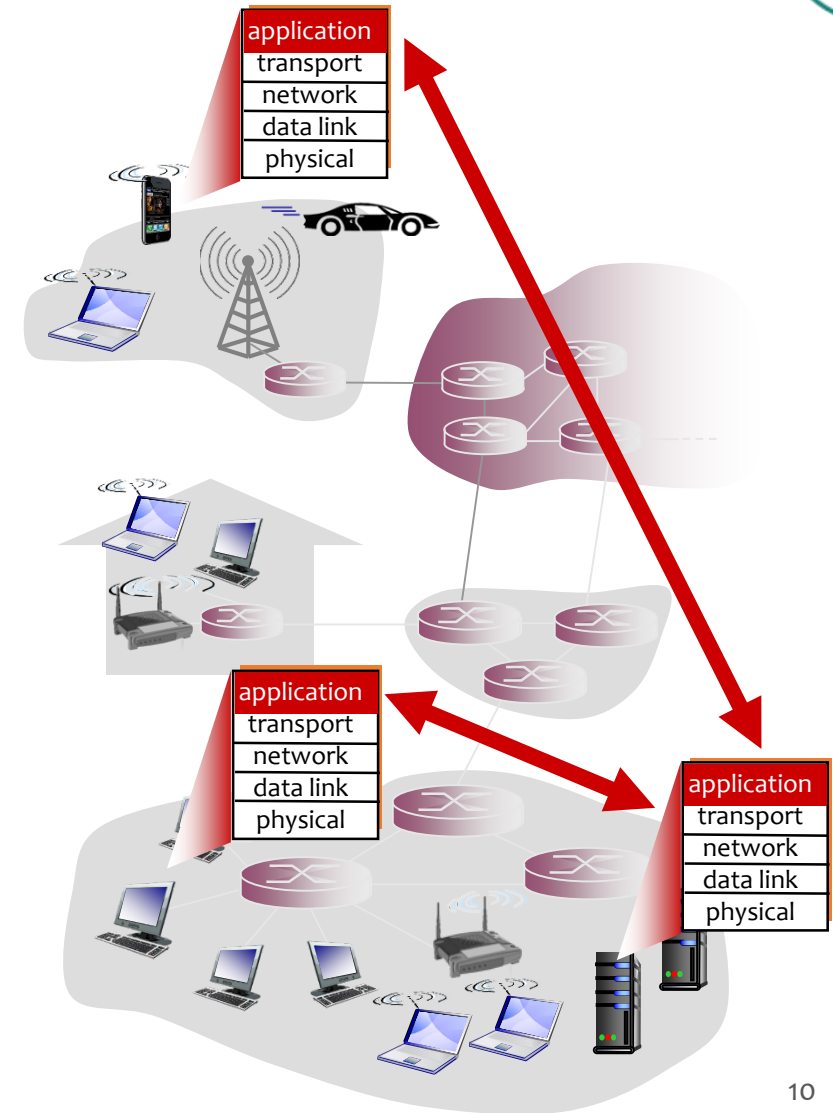 application
transport
network
data link
physical
application
transport
network
data link
physical
application
transport
network
data link
physical
10